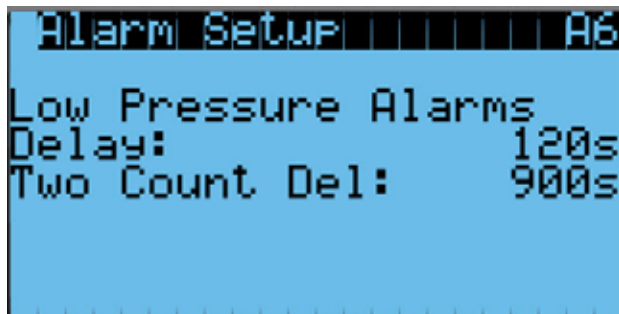 Alarm Setup A6
Low Pressure Alarms
Delay: 120s
Two Count Del: 900s